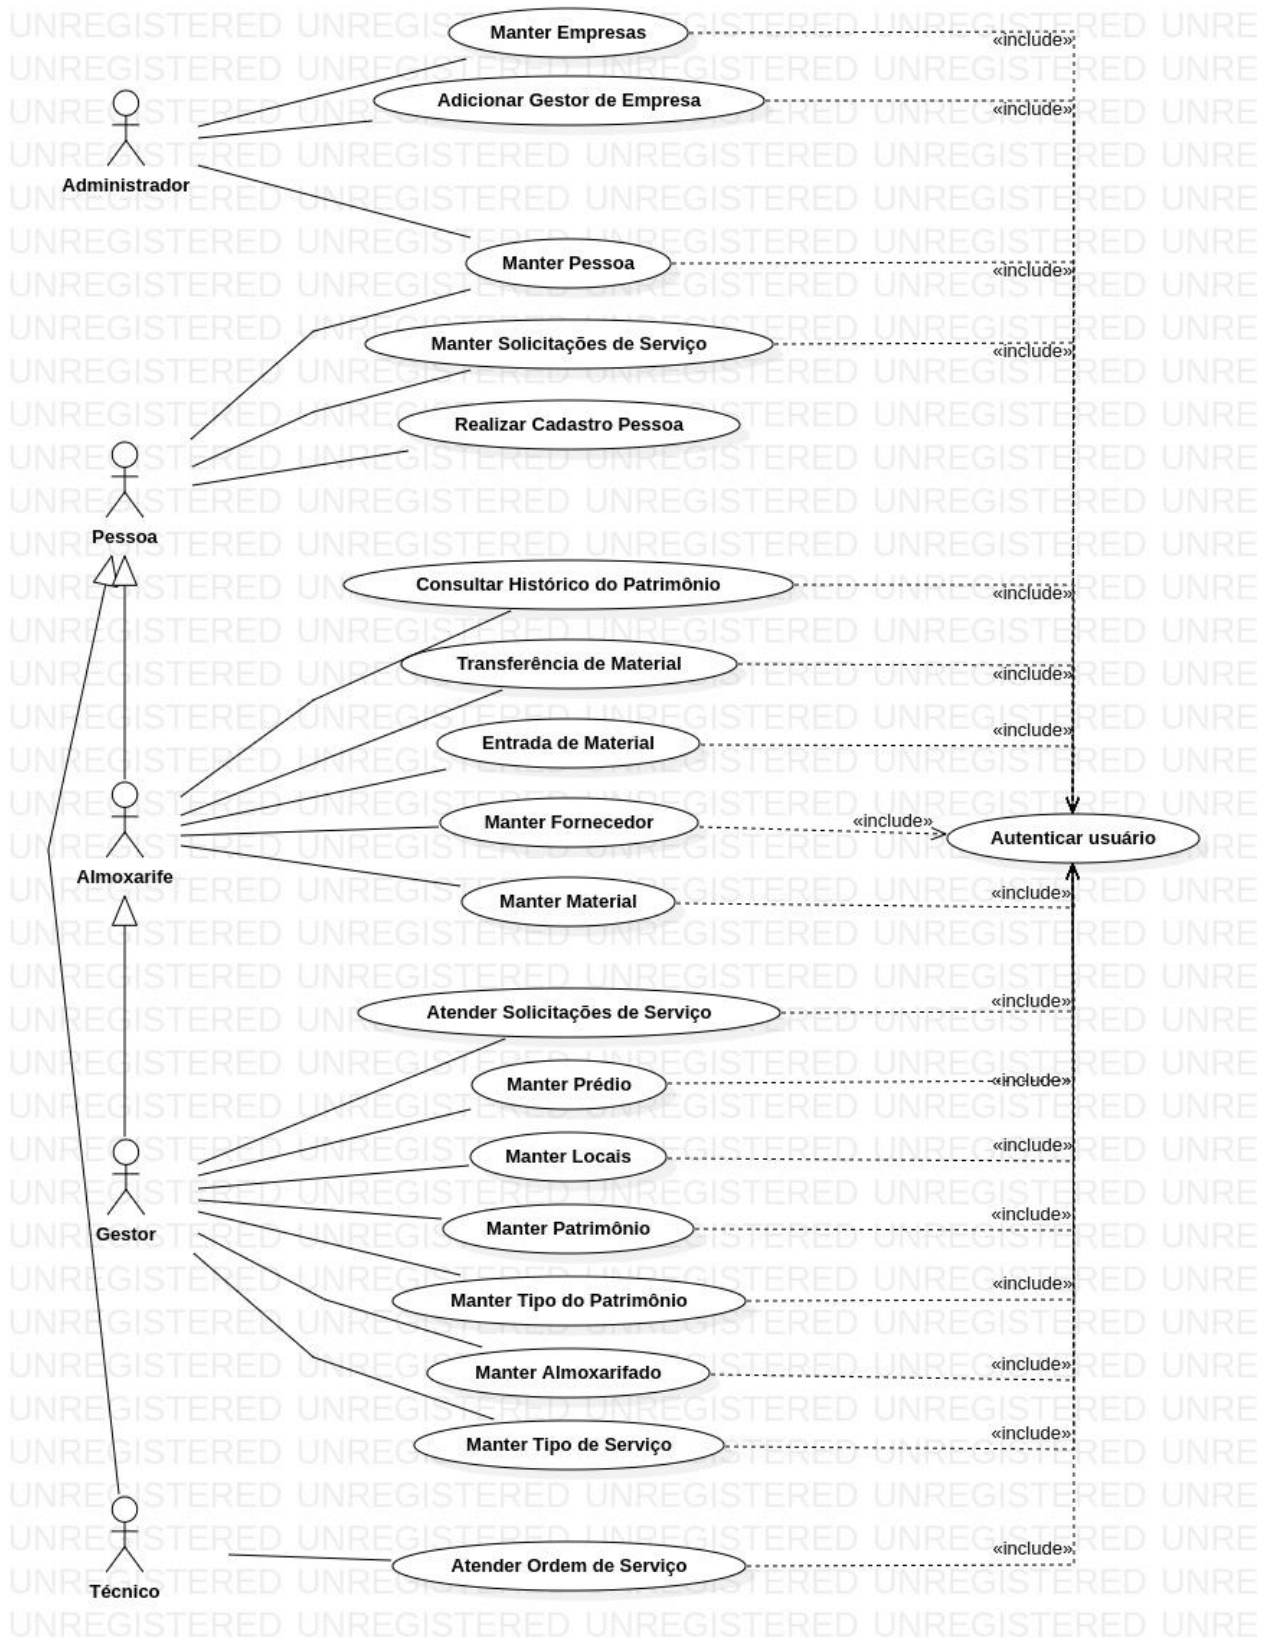 Manter Empresas
«include»
Adicionar Gestor de Empresa
«include»
Administrador
Manter Pessoa
«include»
Manter Solicitações de Serviço
«include»
Realizar Cadastro Pessoa
Pessoa
Consultar Histórico do Patrimônio
«include»
Transferência de Material
«include»
Entrada de Material
«include»
Manter Fornecedor
«include»
Autenticar usuário
Almoxarife
Manter Material
«include»
Atender Solicitações de Serviço
«include»
Manter Prédio
«include»
Manter Locais
«include»
Gestor
Manter Patrimônio
«include»
Manter Tipo do Patrimônio
«include»
Manter Almoxarifado
«include»
Manter Tipo de Serviço
«include»
Atender Ordem de Serviço
«include»
Técnico
UNREGISTERED UNREGISTERED UNREGISTERED UNREGISTERED UNRE